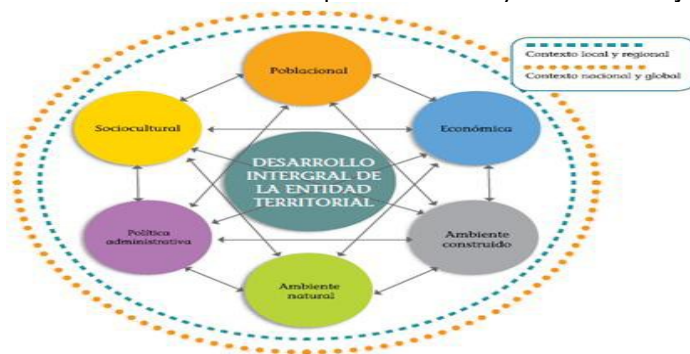 Contexto local y regional
Contexto nacional y global
Poblacional
Sociocultural
Económica
DESARROLLO
INTERGRAL DE
LA ENTIDAD
TERRITORIAL
Política
administrativa
Ambiente
construido
Ambiente
natural